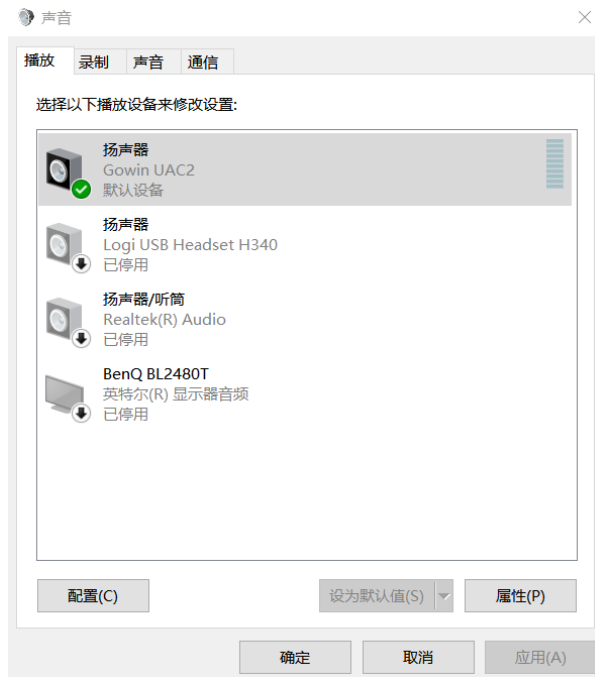 声音
播放 录制 声音 通信
选择以下播放设备来修改设置:
扬声器
Gowin UAC2
默认设备
扬声器
Logi USB Headset H340
已停用
扬声器/听筒
Realtek(R) Audio
已停用
BenQ BL2480T
英特尔(R) 显示器音频
已停用
配置(C) 设为默认值(S) 属性(P)
确定 取消 应用(A)